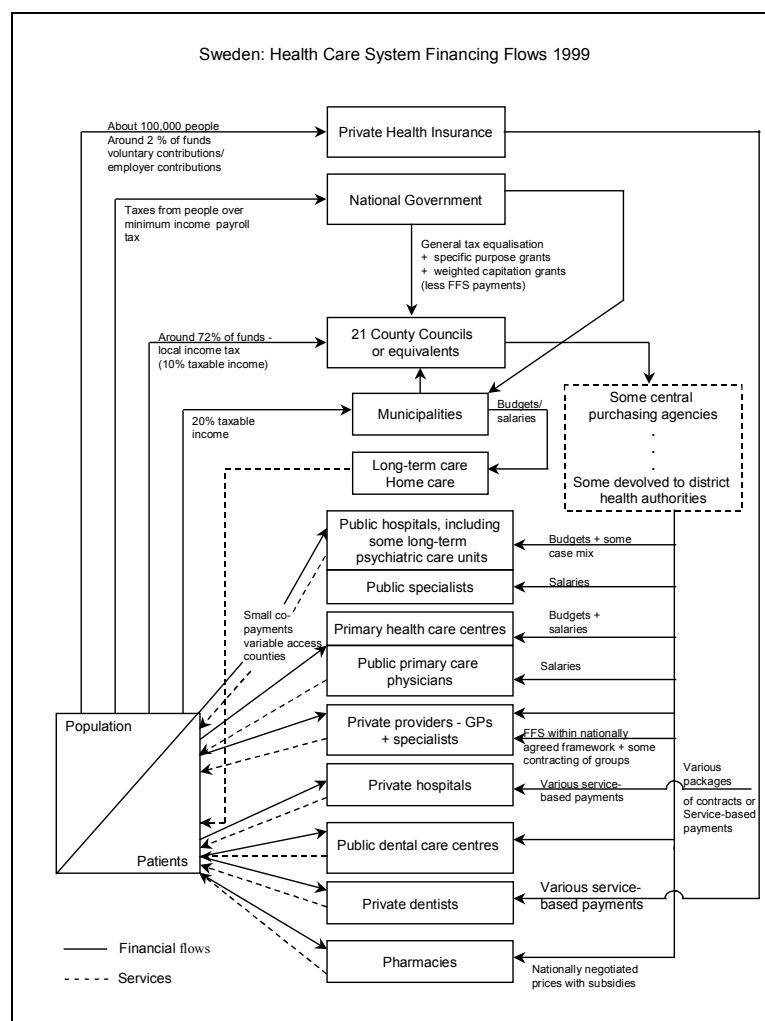 Sweden: Health Care System Financing Flows 1999
About 100,000 people
Around 2 % of funds
voluntary contributions/
employer contributions
Private Health Insurance
National Government
Taxes from people over
minimum income payroll
tax
General tax equalisation
+ specific purpose grants
+ weighted capitation grants
(less FFS payments)
Around 72% of funds -
local income tax
(10% taxable income)
21 County Councils
or equivalents
Municipalities
Budgets/
salaries
20% taxable
income
Some central
purchasing agencies
.
.
.
Some devolved to district
health authorities
Long-term care
Home care
Public hospitals, including
some long-term
psychiatric care units
Budgets + some
case mix
Public specialists
Salaries
Small co-
payments
variable access
counties
Primary health care centres
Budgets +
salaries
Public primary care
physicians
Salaries
Population
Private providers - GPs
+ specialists
FFS within nationally
agreed framework + some
contracting of groups
Private hospitals
Various service-
based payments
Various
packages
of contracts or
Service-based
payments
Public dental care centres
Patients
Private dentists
Various service-
based payments
Pharmacies
Nationally negotiated
prices with subsidies
Financial flows
Services